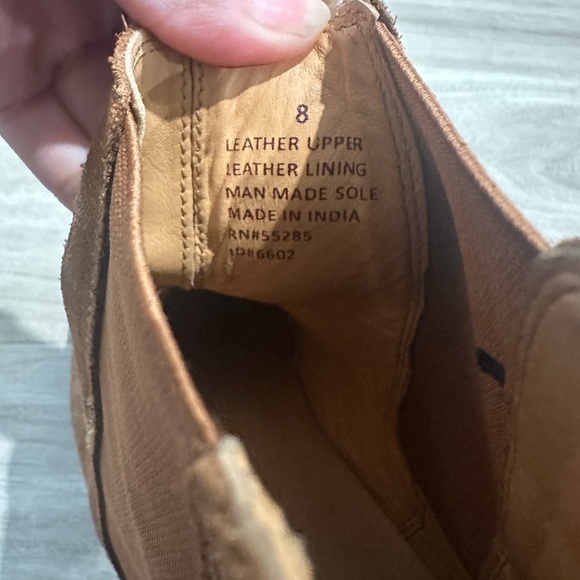 8
LEATHER UPPER
LEATHER LINING
MAN MADE SOLE
MADE IN INDIA
RN#55285